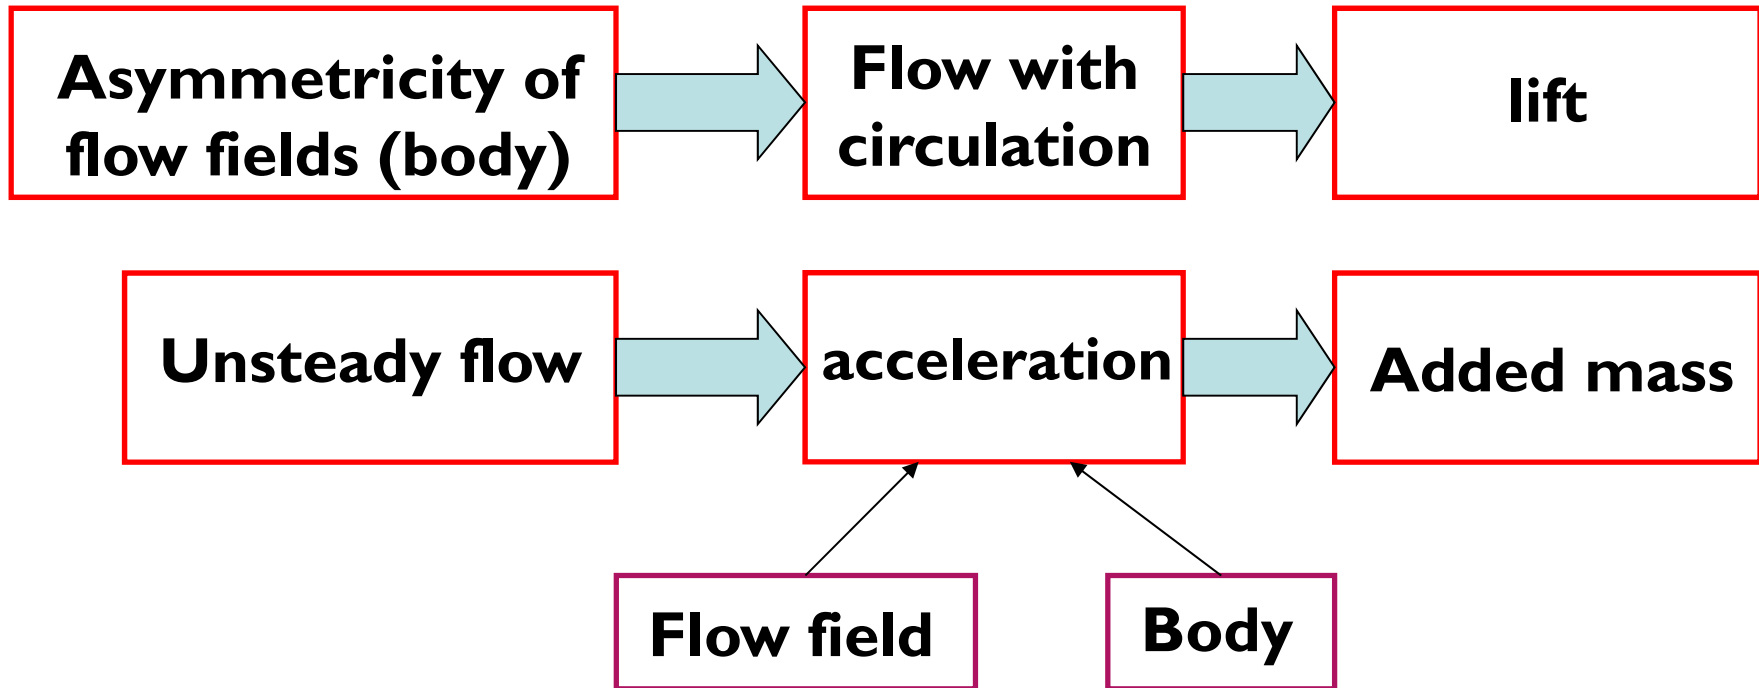 Asymmetricity of
flow fields (body)
Flow with
circulation
lift
Unsteady flow
acceleration
Added mass
Flow field
Body